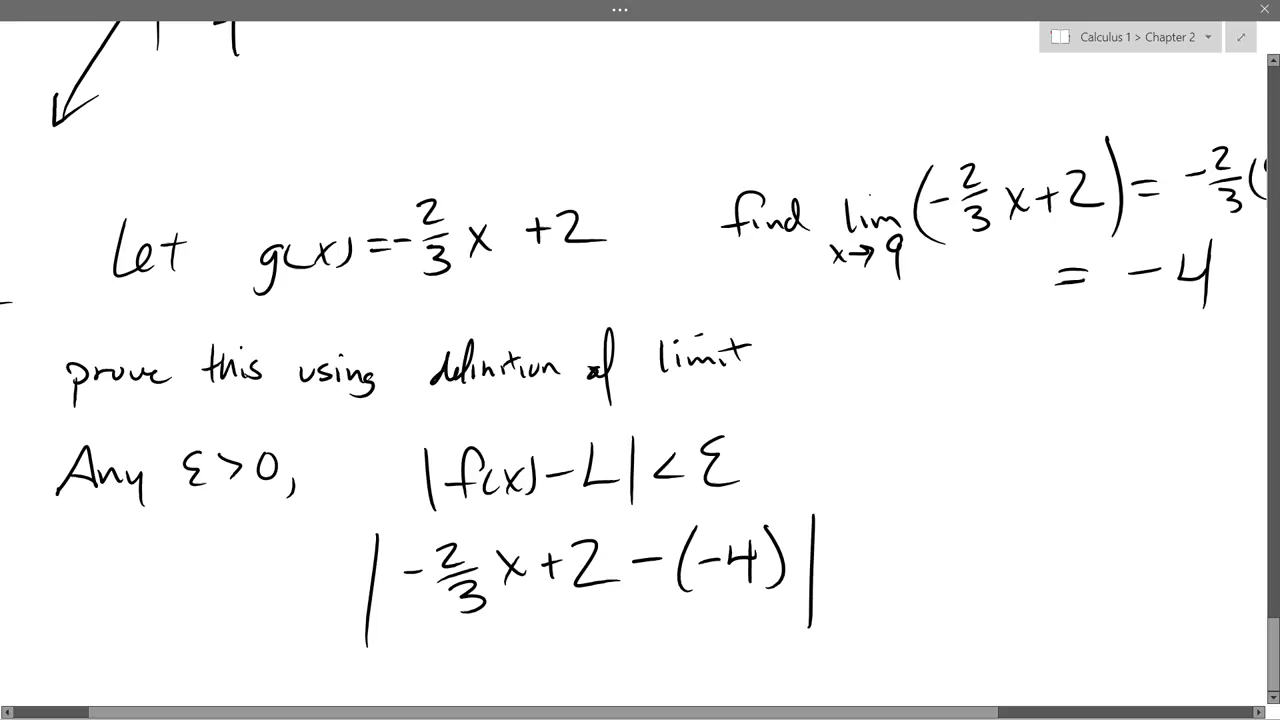 Calculus 1 > Chapter 2
Let g(x) = -2/3 x + 2
find lim x→9 (-2/3 x + 2) = -2/3(
= -4
prove this using definition of limit
Any ε > 0, |f(x) - L| < ε
|-2/3 x + 2 - (-4)|